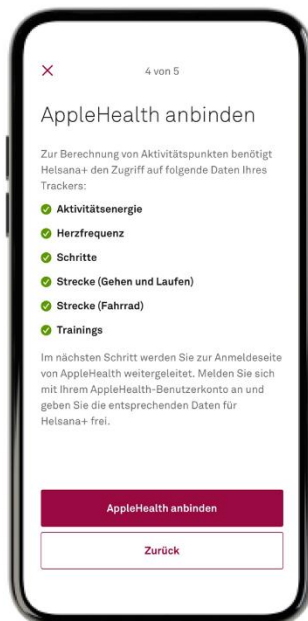 4 von 5
AppleHealth anbinden
Zur Berechnung von Aktivitätspunkten benötigt
Helsana+ den Zugriff auf folgende Daten Ihres
Trackers:
Aktivitätsenergie
Herzfrequenz
Schritte
Strecke (Gehen und Laufen)
Strecke (Fahrrad)
Trainings
Im nächsten Schritt werden Sie zur Anmeldeseite
von AppleHealth weitergeleitet. Melden Sie sich
mit Ihrem AppleHealth-Benutzerkonto an und
geben Sie die entsprechenden Daten für
Helsana+ frei.
AppleHealth anbinden
Zurück